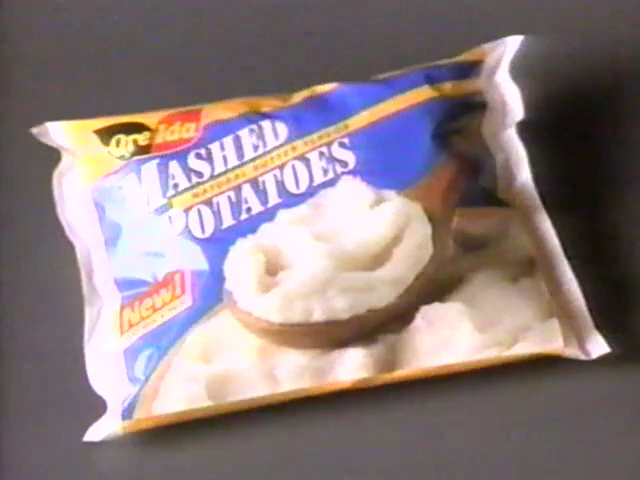 Ore Ida
MASHED
NATURAL BUTTER FLAVOR
POTATOES
New!